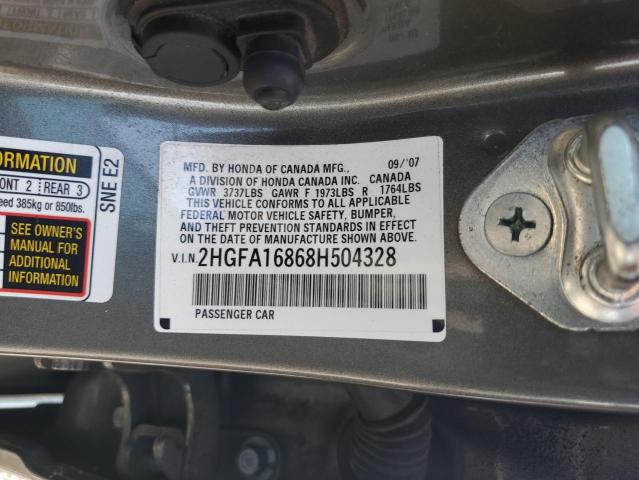 MFD. BY HONDA OF CANADA MFG., 09/'07
A DIVISION OF HONDA CANADA INC. CANADA
GVWR 3737LBS GAWR F 1973LBS R 1764LBS
THIS VEHICLE CONFORMS TO ALL APPLICABLE
FEDERAL MOTOR VEHICLE SAFETY, BUMPER,
AND THEFT PREVENTION STANDARDS IN EFFECT
ON THE DATE OF MANUFACTURE SHOWN ABOVE.
V.I.N. 2HGFA16868H504328
PASSENGER CAR
ORMATION
ONT 2 REAR 3
eed 385kg or 850lbs.
SEE OWNER'S
MANUAL FOR
ADDITIONAL
INFORMATION
SNE E2